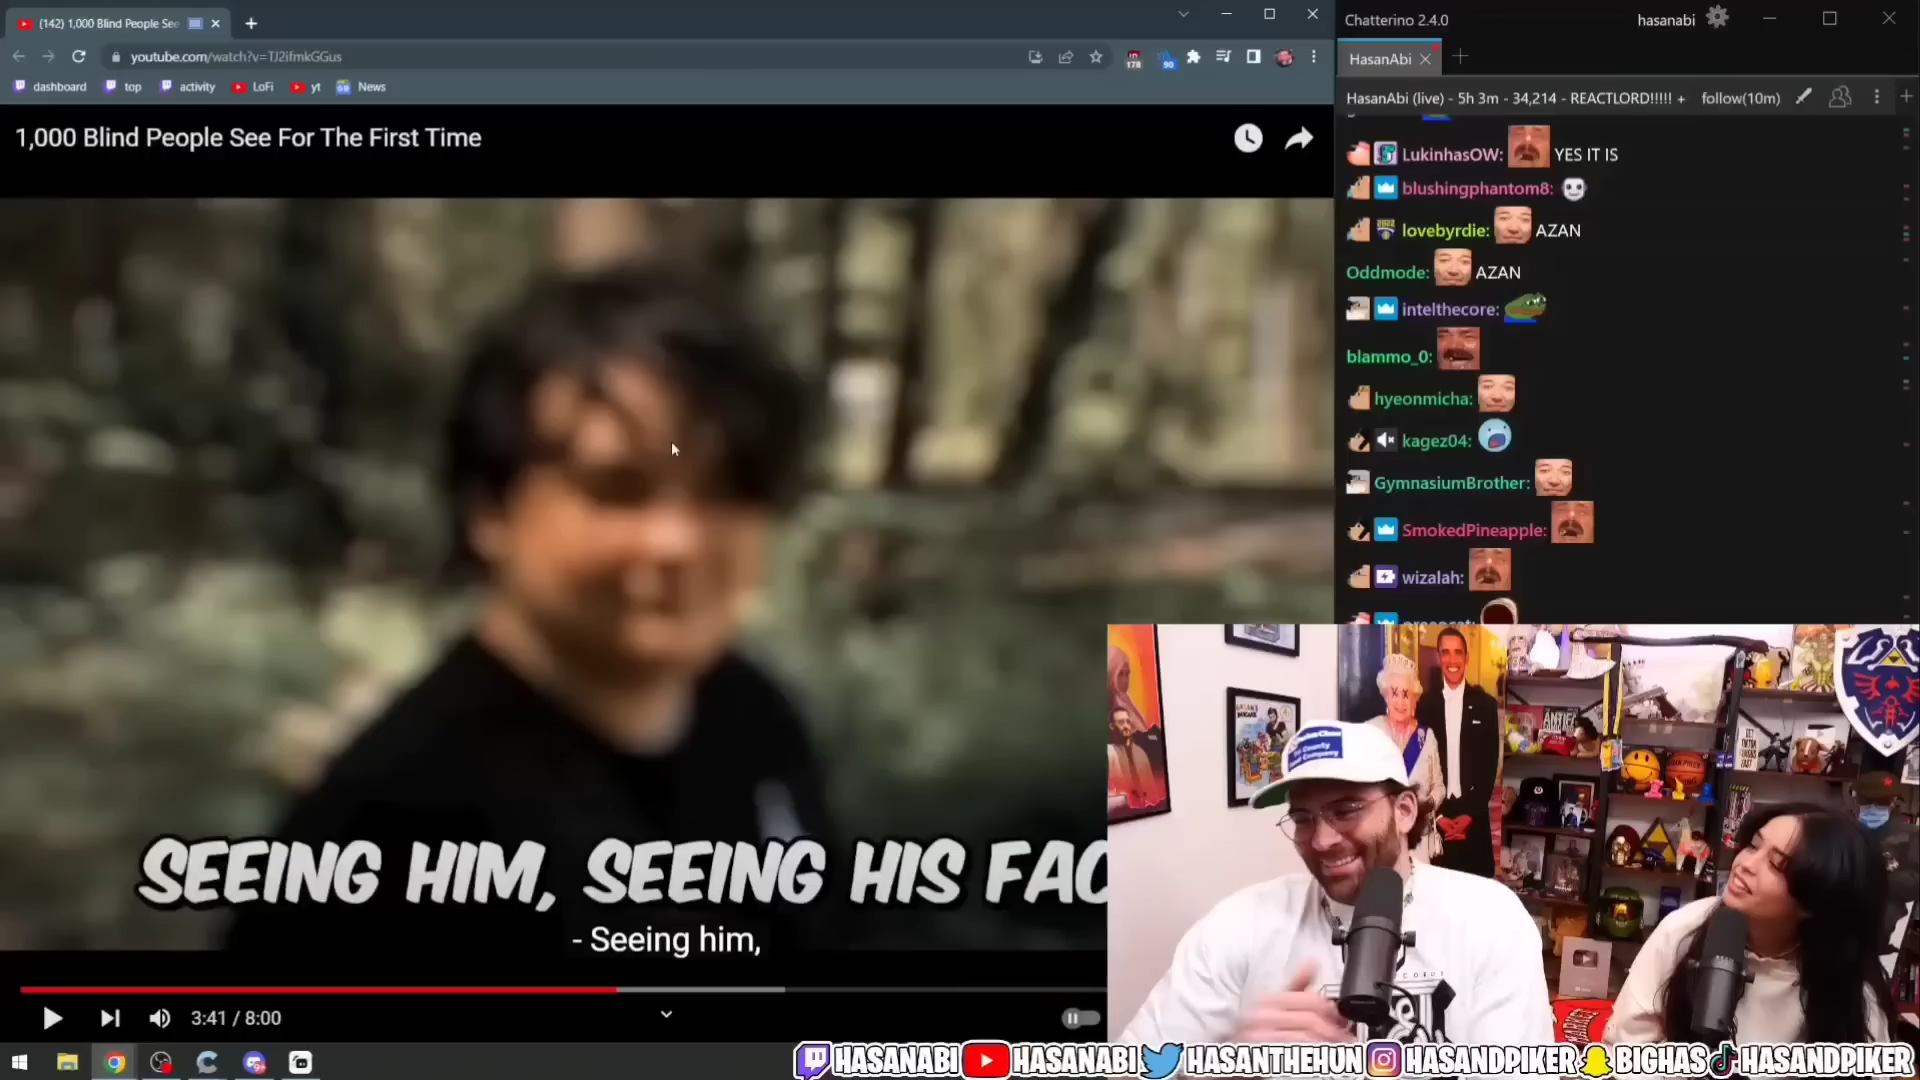 (142) 1,000 Blind People See
youtube.com/watch?v=TJ2ifmkGGus
178
90
dashboard
top
activity
LoFi
yt
News
1,000 Blind People See For The First Time
SEEING HIM, SEEING HIS FAC
- Seeing him,
3:41 / 8:00
Chatterino 2.4.0
hasanabi
HasanAbi
HasanAbi (live) - 5h 3m - 34,214 - REACTLORD!!!!! +
follow(10m)
LukinhasOW: YES IT IS
blushingphantom8:
lovebyrdie: AZAN
Oddmode: AZAN
intelthecore:
blammo_0:
hyeonmicha:
kagez04:
GymnasiumBrother:
SmokedPineapple:
wizalah:
ANTIFA
HASANABI
HASANABI
HASANTHEHUN
HASANDPIKER
BIGHAS
HASANDPIKER